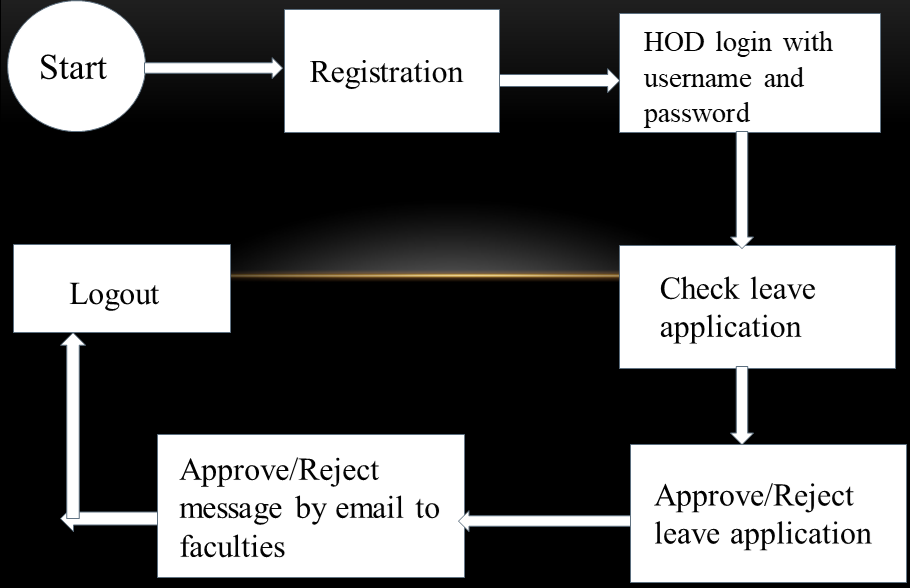 Start
Registration
HOD login with
username and
password
Check leave
application
Logout
Approve/Reject
leave application
Approve/Reject
message by email to
faculties